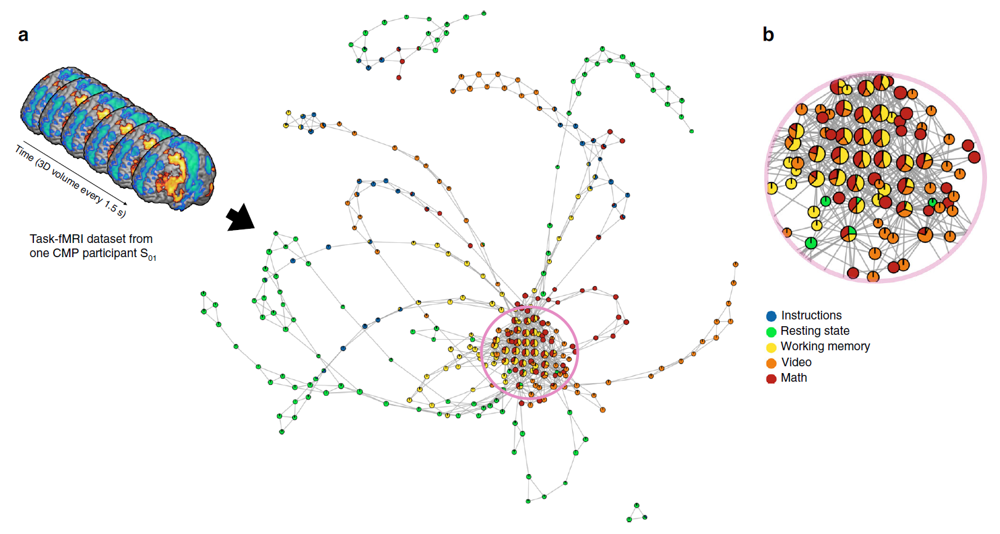 a
b
Time (3D volume every 1.5 s)
Task-fMRI dataset from
one CMP participant S01
Instructions
Resting state
Working memory
Video
Math